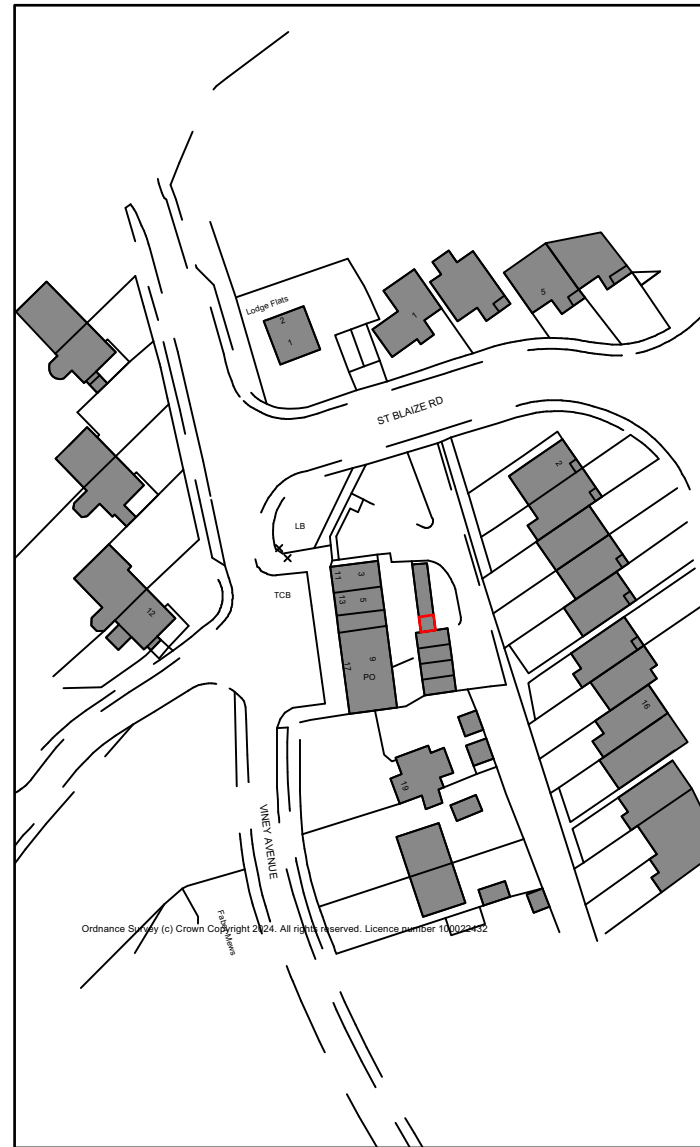 Lodge Flats
2
1
1
5
ST BLAIZE RD
2
LB
TCB
11
3
13
5
12
17
9
PO
16
19
VINEY AVENUE
Faber Mews
Ordnance Survey (c) Crown Copyright 2024. All rights reserved. Licence number 100022432